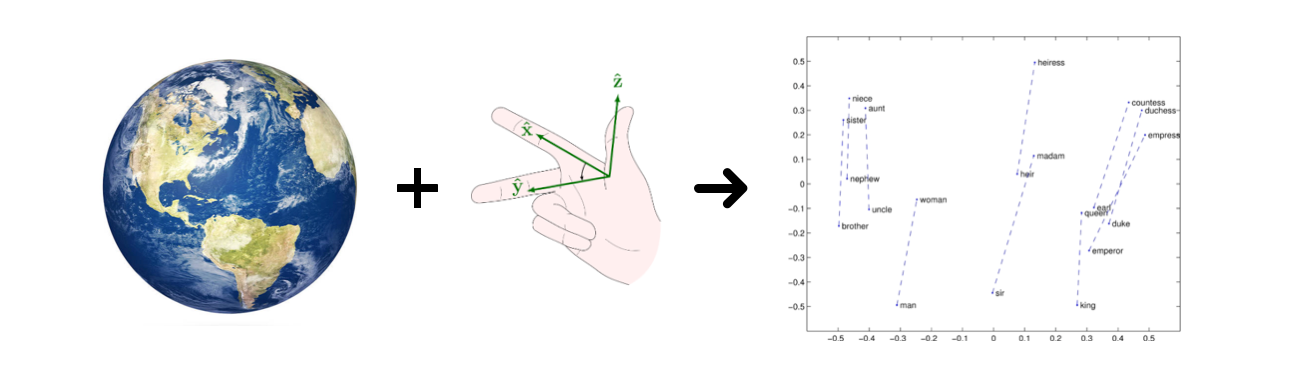 ẑ
x̂
ŷ
0.5
0.4
0.3
0.2
0.1
0
−0.1
−0.2
−0.3
−0.4
−0.5
heiress
niece
aunt
sister
countess
duchess
empress
madam
heir
nephew
woman
uncle
earl
queen
brother
duke
emperor
sir
man
king
−0.5 −0.4 −0.3 −0.2 −0.1 0 0.1 0.2 0.3 0.4 0.5